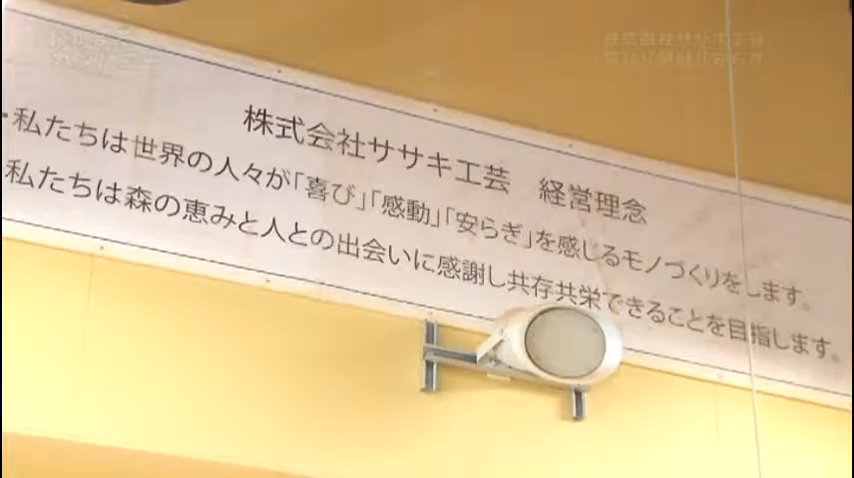 株式会社ササキ工芸　経営理念
・私たちは世界の人々が「喜び」「感動」「安らぎ」を感じるモノづくりをします。
私たちは森の恵みと人との出会いに感謝し共存共栄できることを目指します。